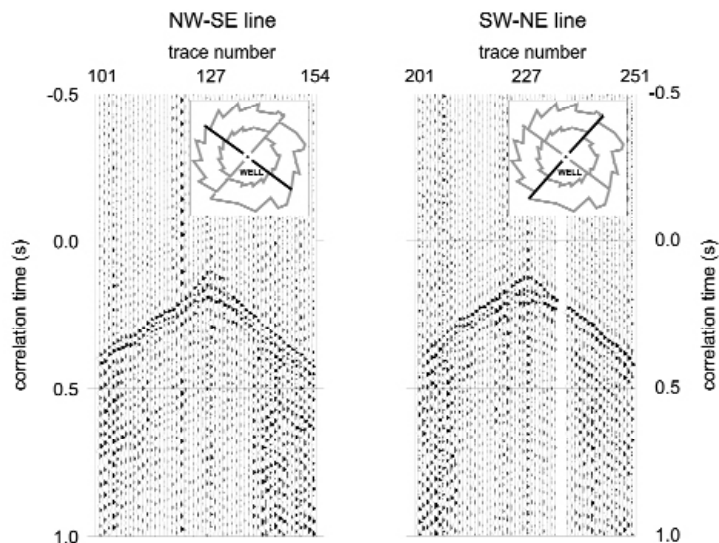 NW-SE line
trace number
101 127 154
-0.5
0.0
0.5
1.0
correlation time (s)
WELL
SW-NE line
trace number
201 227 251
-0.5
0.0
0.5
1.0
correlation time (s)
WELL